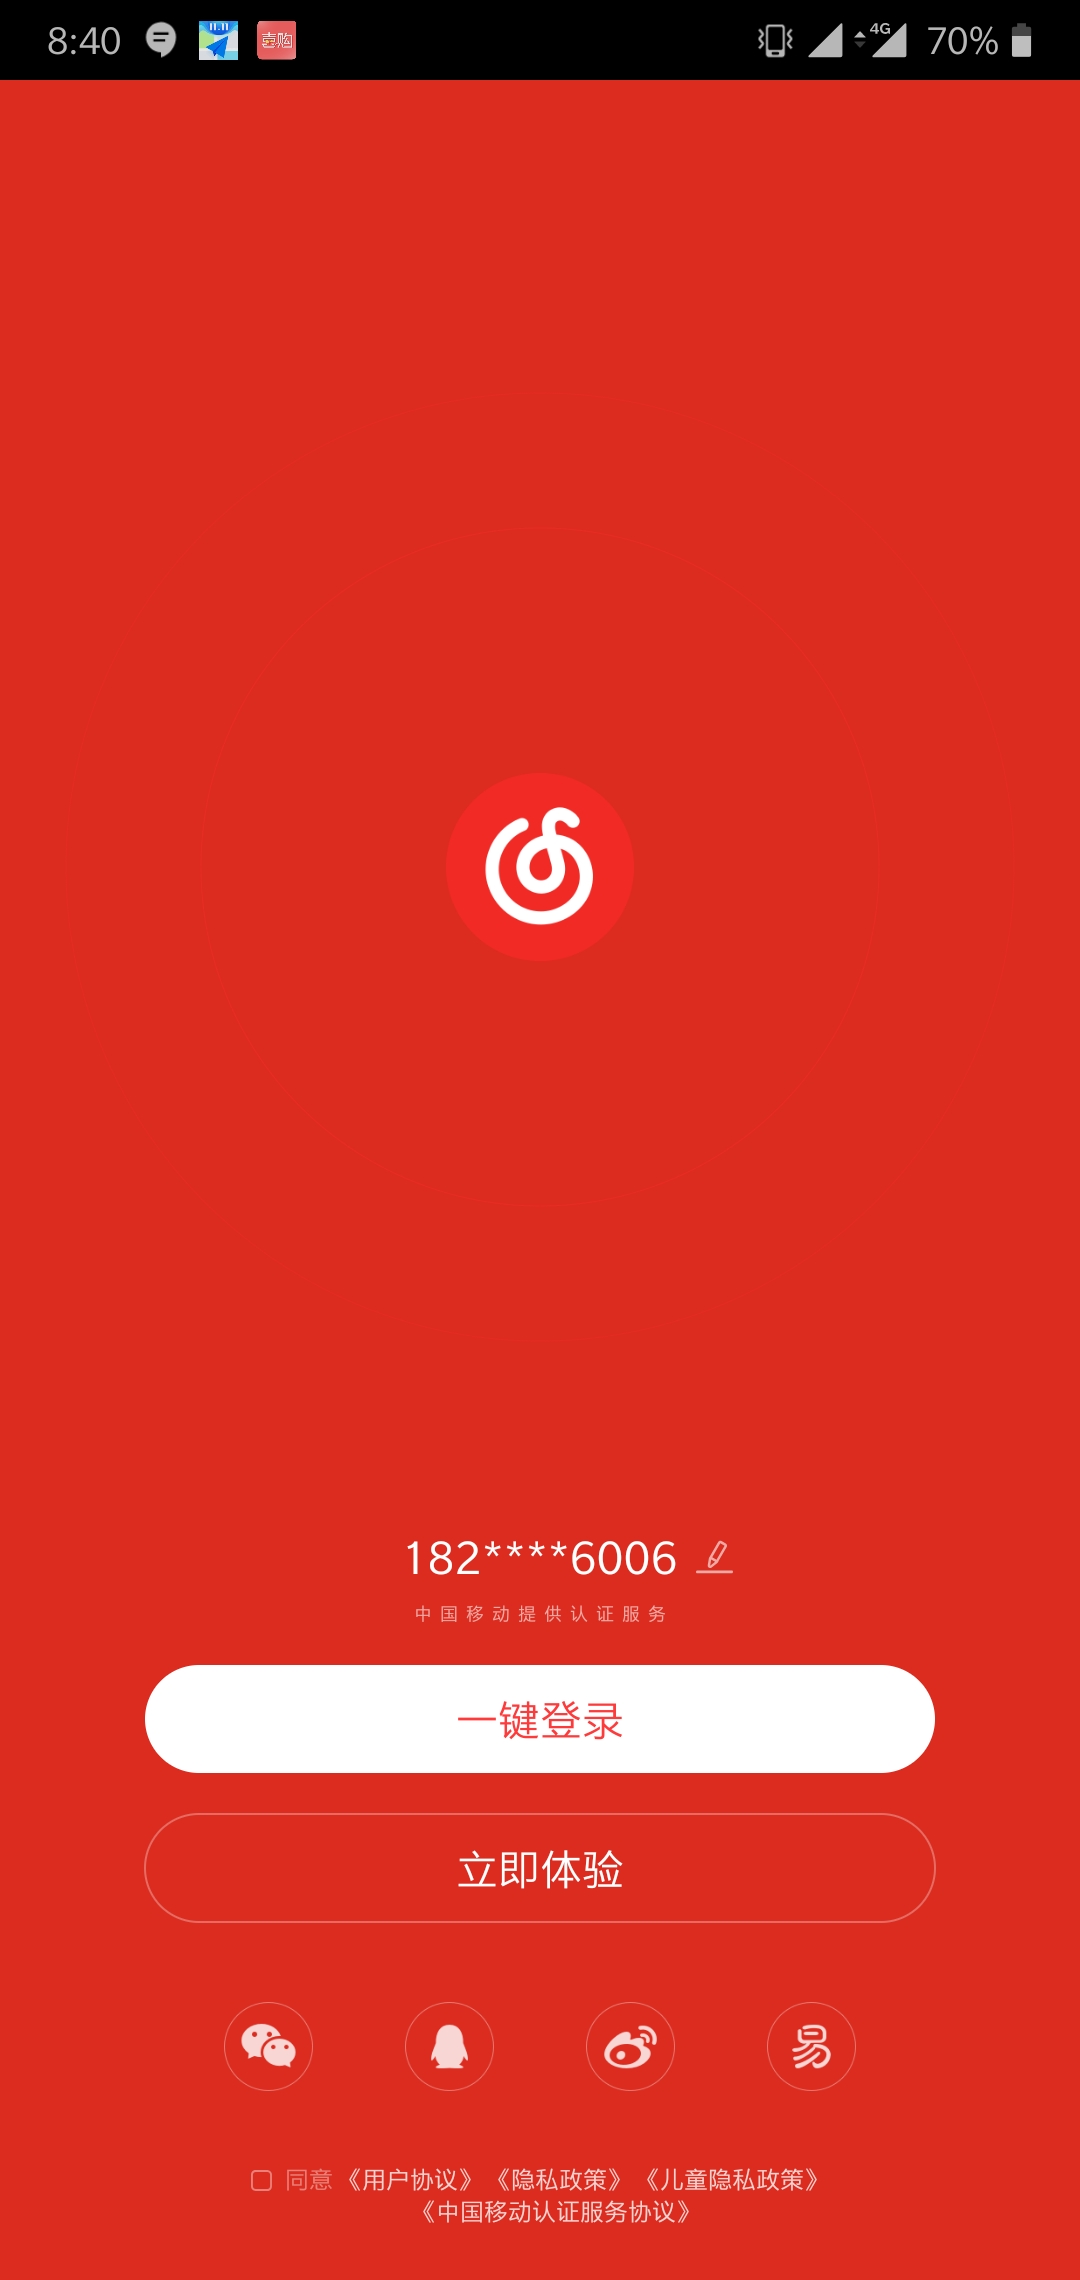 8:40 11.11 壹购 4G 70%
182****6006
中国移动提供认证服务
一键登录
立即体验
易
同意《用户协议》《隐私政策》《儿童隐私政策》
《中国移动认证服务协议》